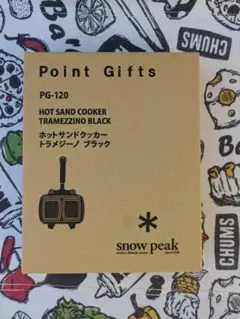 Point Gifts
PG-120
HOT SAND COOKER
TRAMEZZINO BLACK
ホットサンドクッカー
トラメジーノ ブラック
snow peak
CHUMS
CHUMS